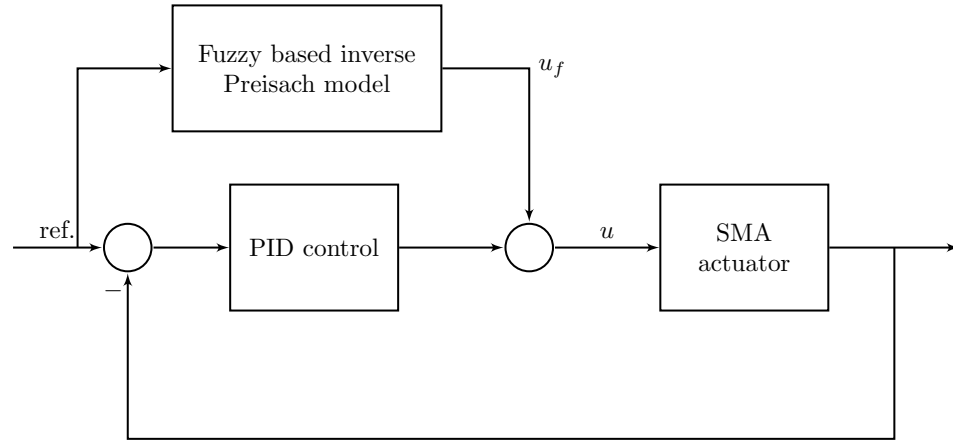 Fuzzy based inverse
Preisach model
u_f
ref.
PID control
u
SMA
actuator
−